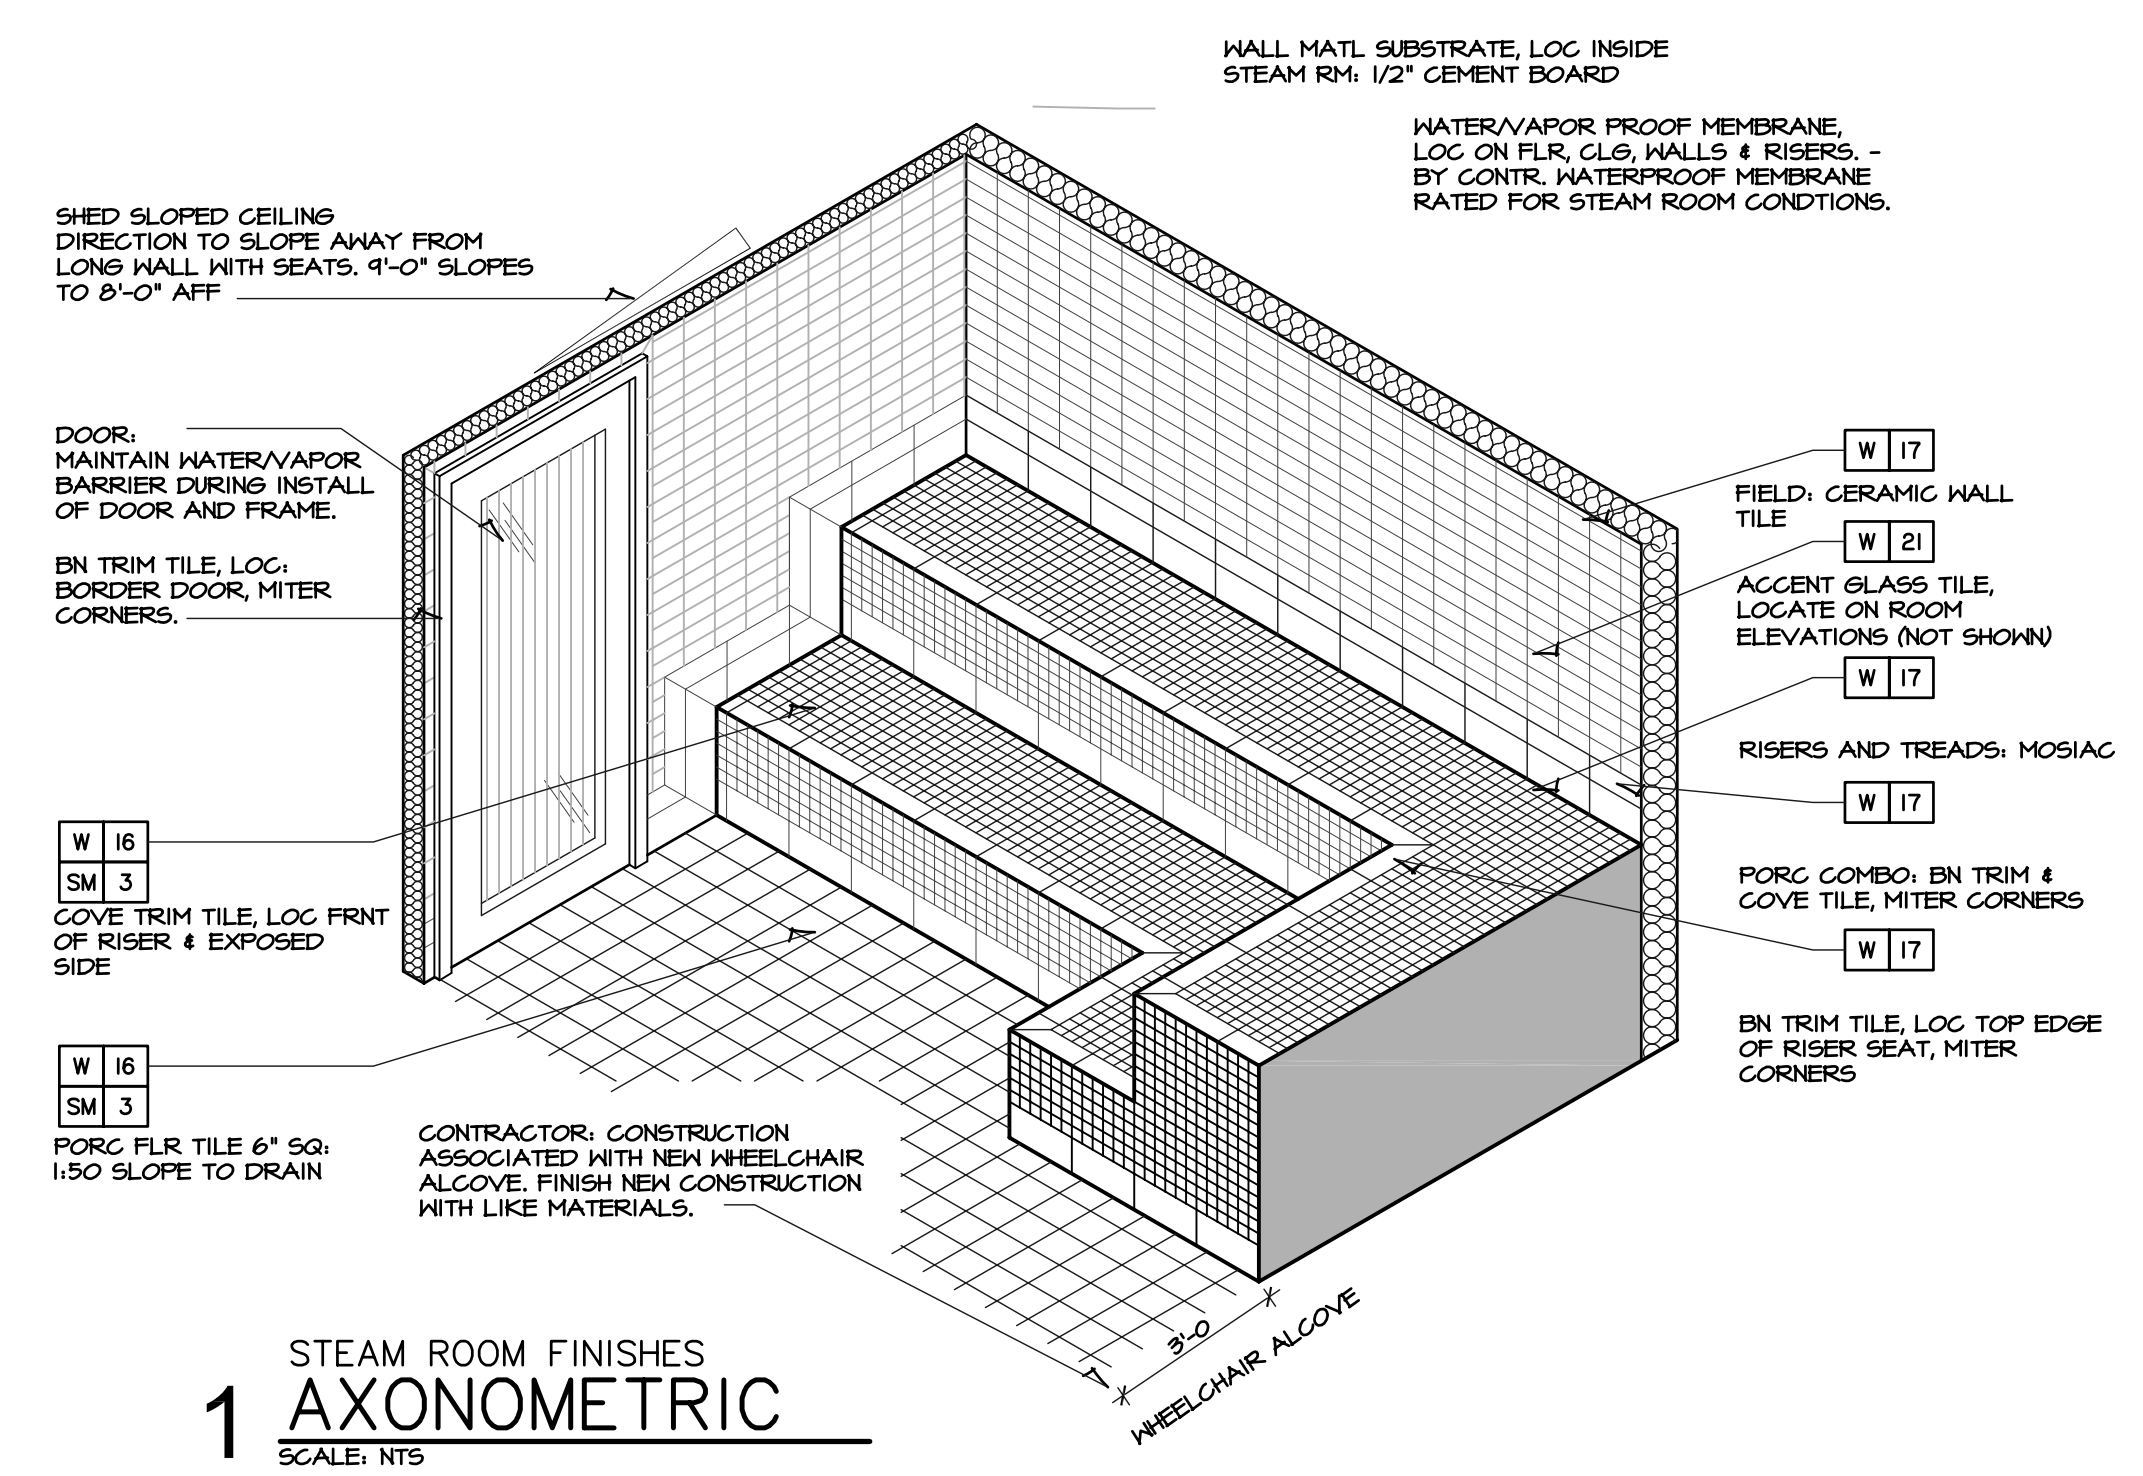 WALL MATL SUBSTRATE, LOC INSIDE
STEAM RM: 1/2" CEMENT BOARD
WATER/VAPOR PROOF MEMBRANE,
LOC ON FLR, CLG, WALLS & RISERS. -
BY CONTR. WATERPROOF MEMBRANE
RATED FOR STEAM ROOM CONDTIONS.
SHED SLOPED CEILING
DIRECTION TO SLOPE AWAY FROM
LONG WALL WITH SEATS. 9'-0" SLOPES
TO 8'-0" AFF
DOOR:
MAINTAIN WATER/VAPOR
BARRIER DURING INSTALL
OF DOOR AND FRAME.
BN TRIM TILE, LOC:
BORDER DOOR, MITER
CORNERS.
W 16
SM 3
COVE TRIM TILE, LOC FRNT
OF RISER & EXPOSED
SIDE
W 16
SM 3
PORC FLR TILE 6" SQ:
1:50 SLOPE TO DRAIN
W 17
FIELD: CERAMIC WALL
TILE
W 21
ACCENT GLASS TILE,
LOCATE ON ROOM
ELEVATIONS (NOT SHOWN)
W 17
RISERS AND TREADS: MOSIAC
W 17
PORC COMBO: BN TRIM &
COVE TILE, MITER CORNERS
W 17
BN TRIM TILE, LOC TOP EDGE
OF RISER SEAT, MITER
CORNERS
CONTRACTOR: CONSTRUCTION
ASSOCIATED WITH NEW WHEELCHAIR
ALCOVE. FINISH NEW CONSTRUCTION
WITH LIKE MATERIALS.
3'-0
WHEELCHAIR ALCOVE
STEAM ROOM FINISHES
1 AXONOMETRIC
SCALE: NTS